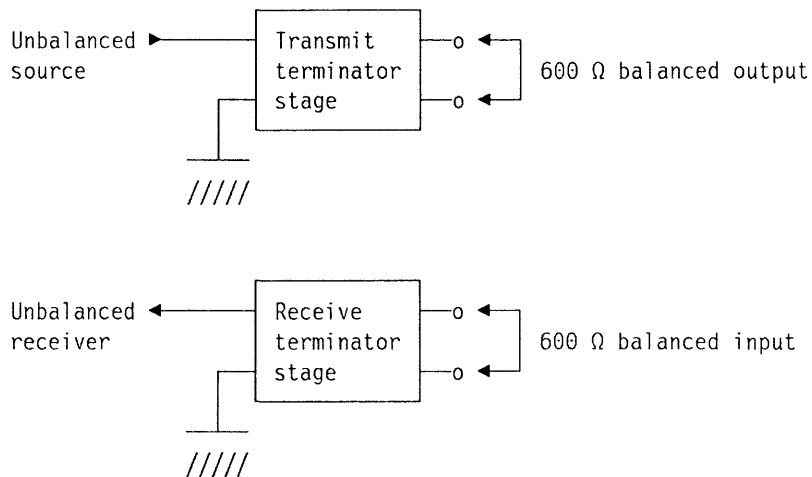 Unbalanced
source
Transmit
terminator
stage
600 Ω balanced output
Unbalanced
receiver
Receive
terminator
stage
600 Ω balanced input